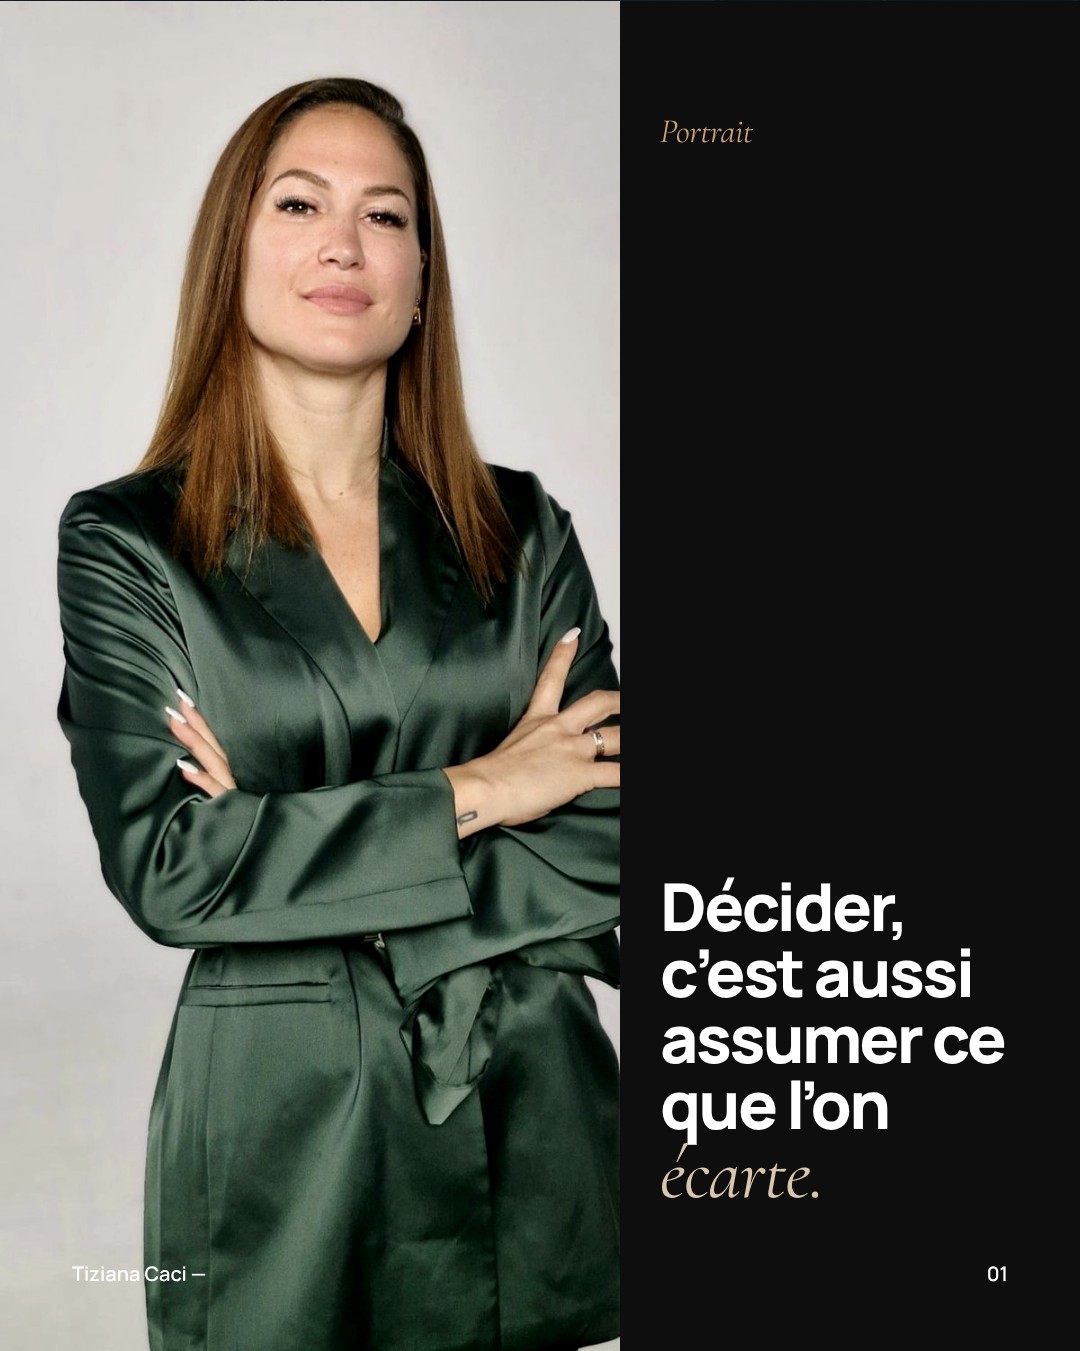 Portrait
Décider,
c’est aussi
assumer ce
que l’on
écarte.
Tiziana Caci —
01